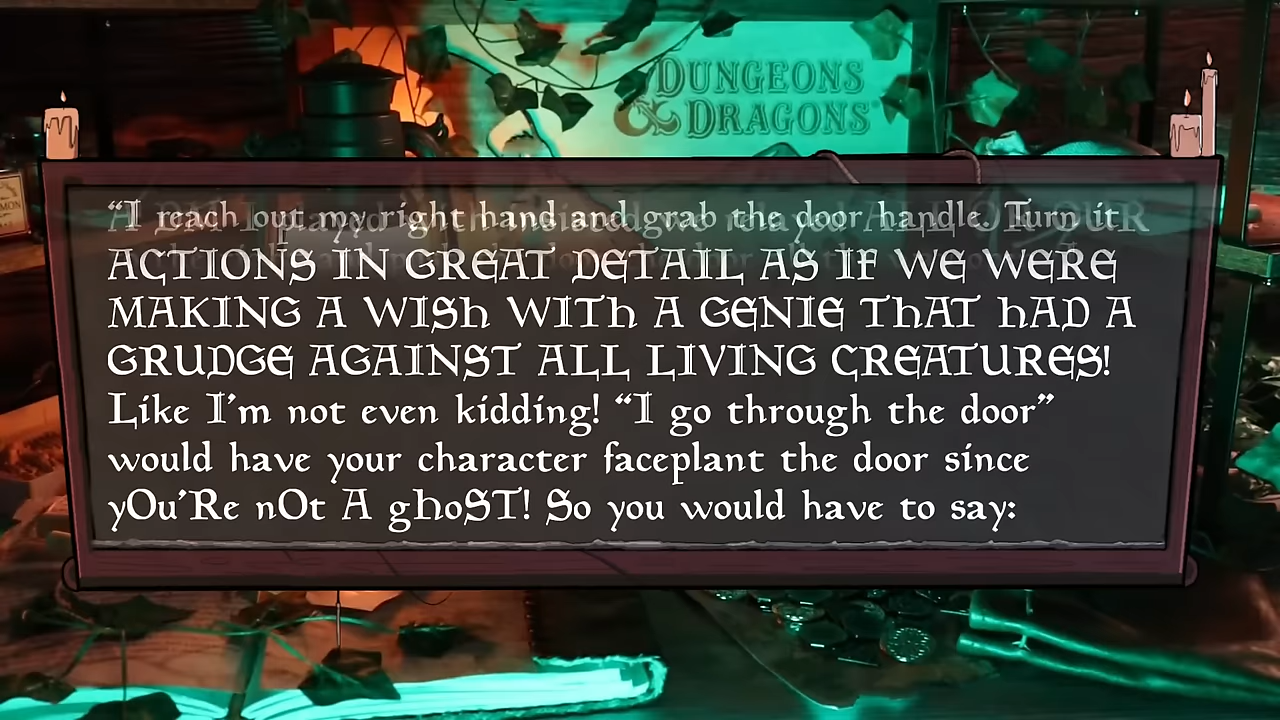 DUNGEONS
& DRAGONS
“I reach out my right hand and grab the door handle. Turn it
ACTIONS IN GREAT DETAIL AS IF WE WERE
MAKING A WISh WITh A GENIE ThAT hAD A
GRUDGE AGAINST ALL LIVING CREATURES!
Like I’m not even kidding! “I go through the door”
would have your character faceplant the door since
yOu’Re nOt A ghoST! So you would have to say: